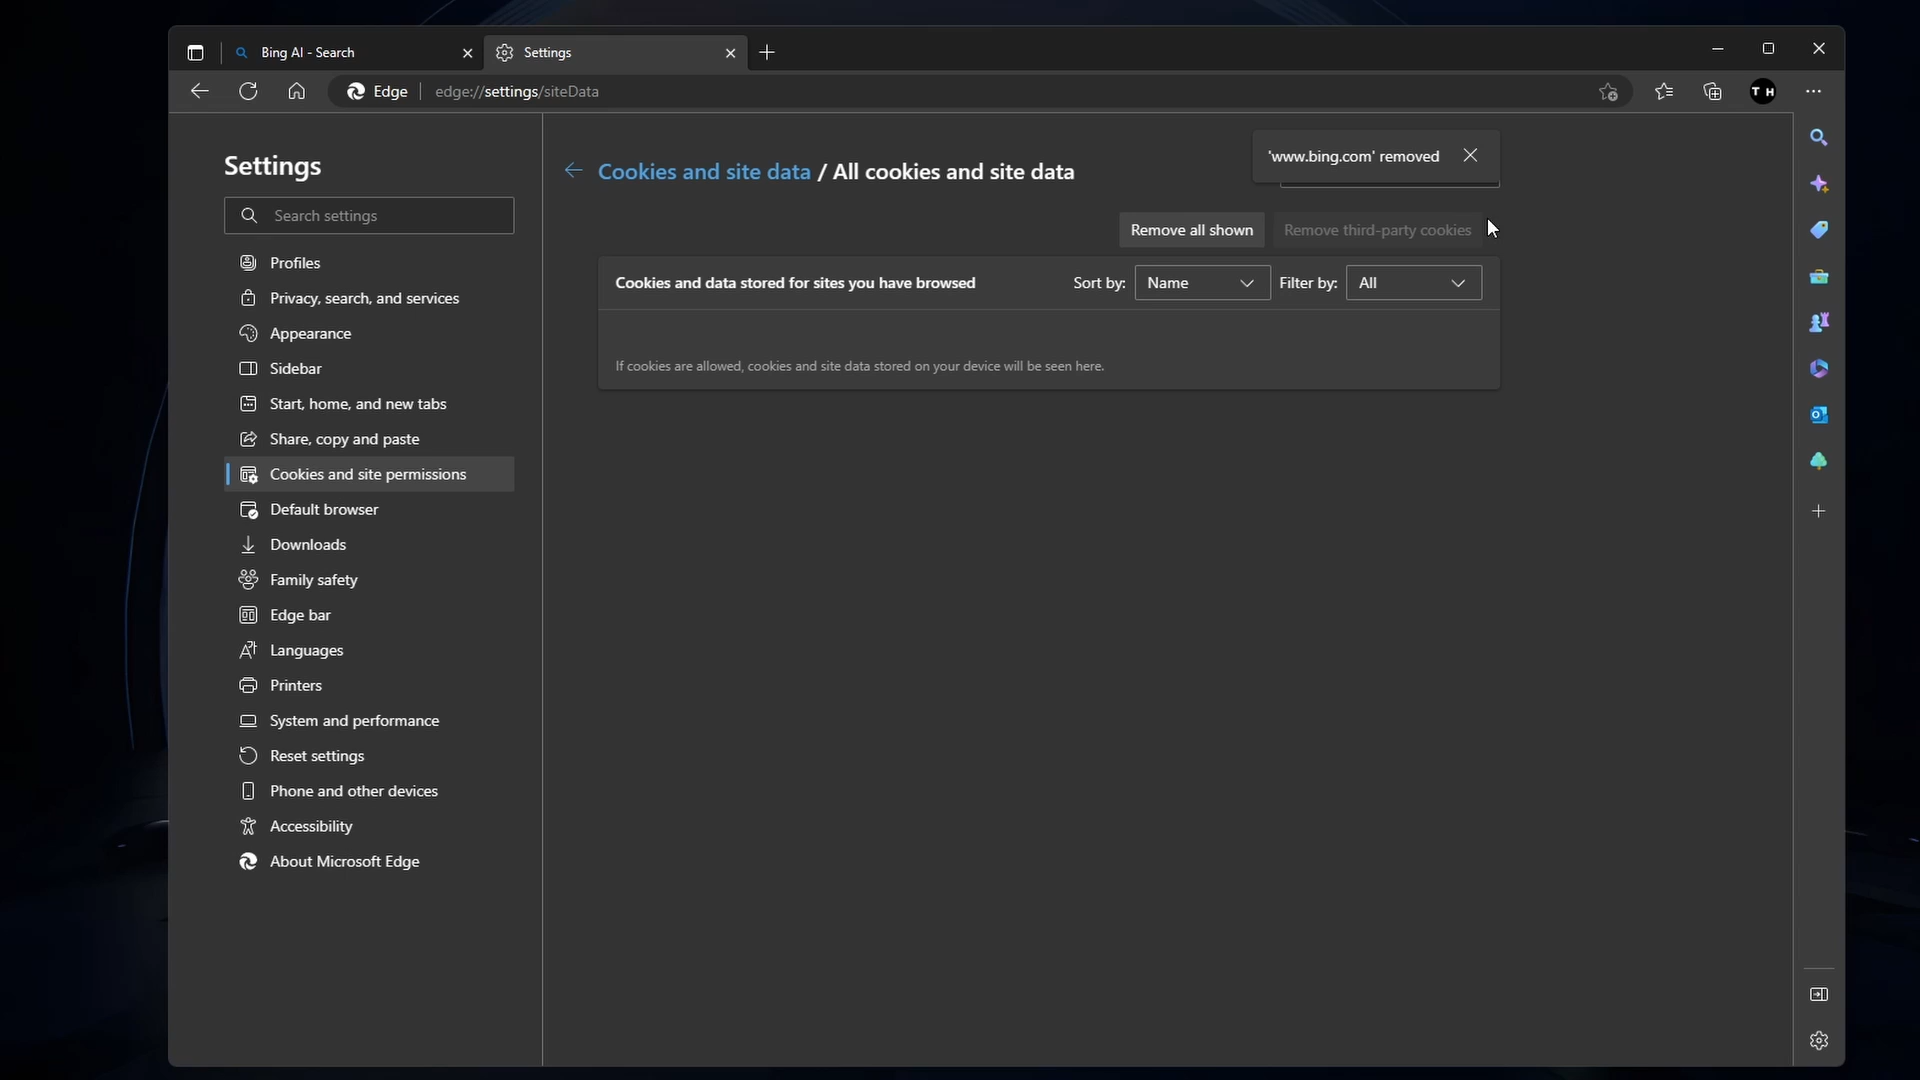 Bing AI - Search
Settings
Edge
edge://settings/siteData
T H
Settings
Search settings
Profiles
Privacy, search, and services
Appearance
Sidebar
Start, home, and new tabs
Share, copy and paste
Cookies and site permissions
Default browser
Downloads
Family safety
Edge bar
Languages
Printers
System and performance
Reset settings
Phone and other devices
Accessibility
About Microsoft Edge
Cookies and site data / All cookies and site data
'www.bing.com' removed
Remove all shown
Remove third-party cookies
Cookies and data stored for sites you have browsed
Sort by: Name
Filter by: All
If cookies are allowed, cookies and site data stored on your device will be seen here.